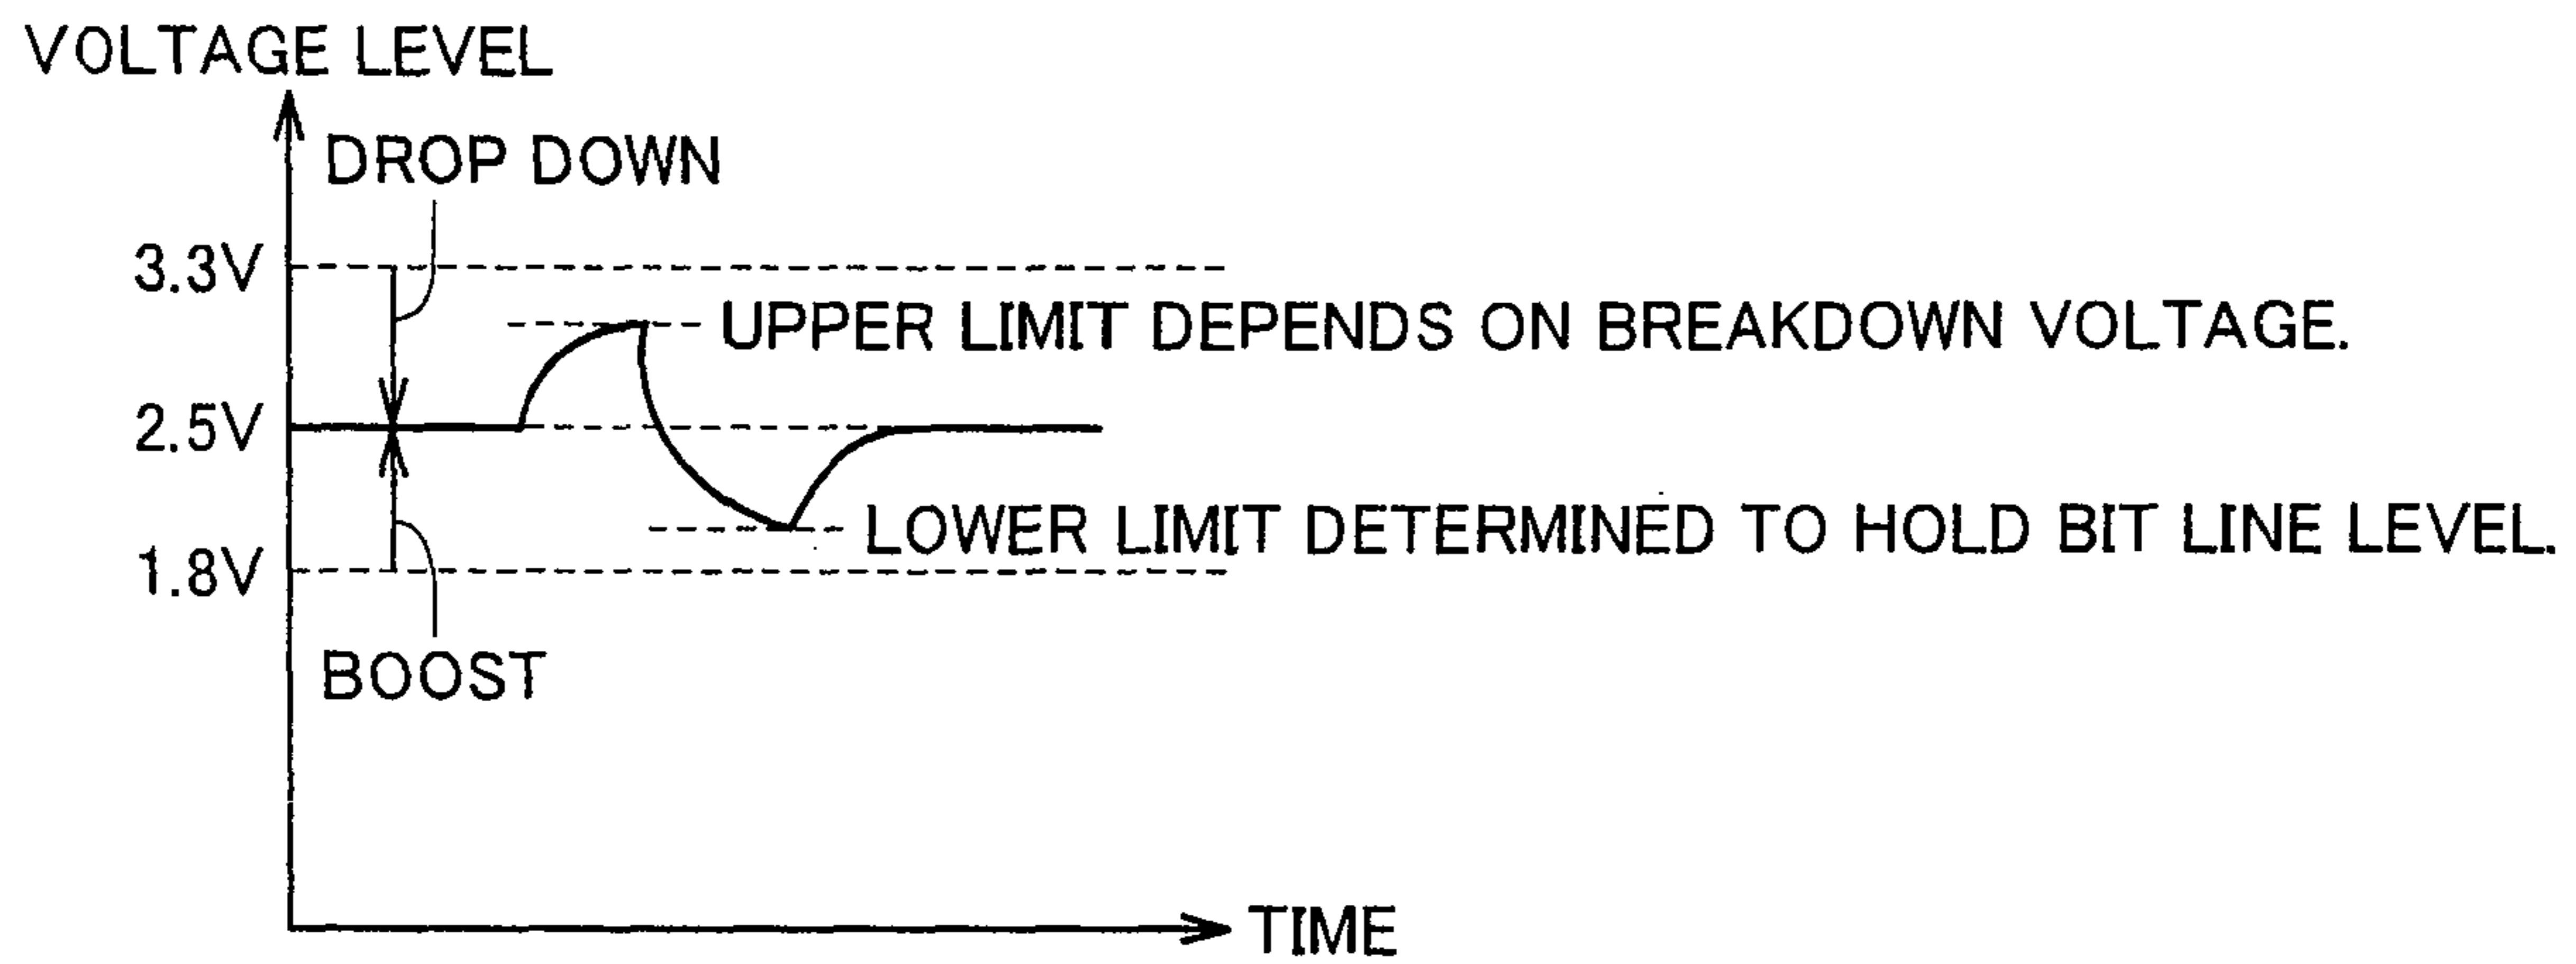 VOLTAGE LEVEL
DROP DOWN
3.3V
UPPER LIMIT DEPENDS ON BREAKDOWN VOLTAGE.
2.5V
LOWER LIMIT DETERMINED TO HOLD BIT LINE LEVEL.
1.8V
BOOST
TIME